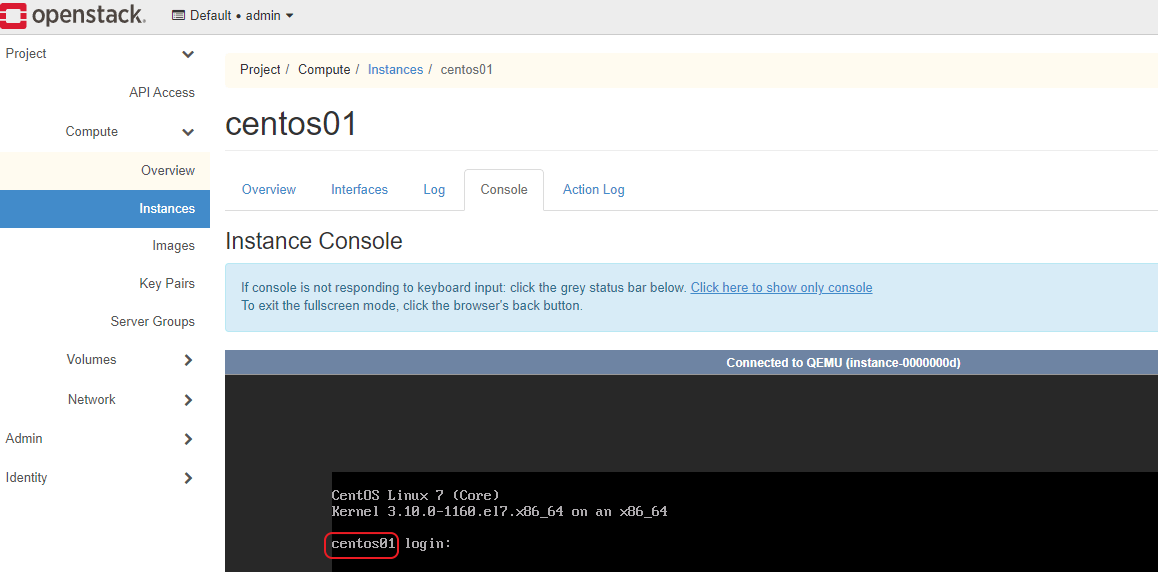 openstack. Default • admin
Project
API Access
Compute
Overview
Instances
Images
Key Pairs
Server Groups
Volumes
Network
Admin
Identity
Project / Compute / Instances / centos01
centos01
Overview Interfaces Log Console Action Log
Instance Console
If console is not responding to keyboard input: click the grey status bar below. Click here to show only console
To exit the fullscreen mode, click the browser's back button.
Connected to QEMU (instance-0000000d)
CentOS Linux 7 (Core)
Kernel 3.10.0-1160.el7.x86_64 on an x86_64
centos01 login: